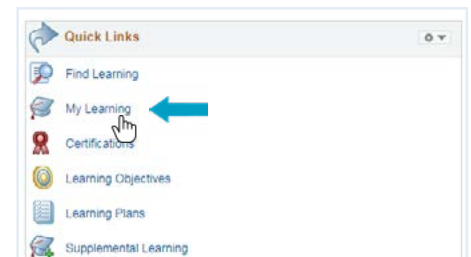 Quick Links
Find Learning
My Learning
Certifications
Learning Objectives
Learning Plans
Supplemental Learning